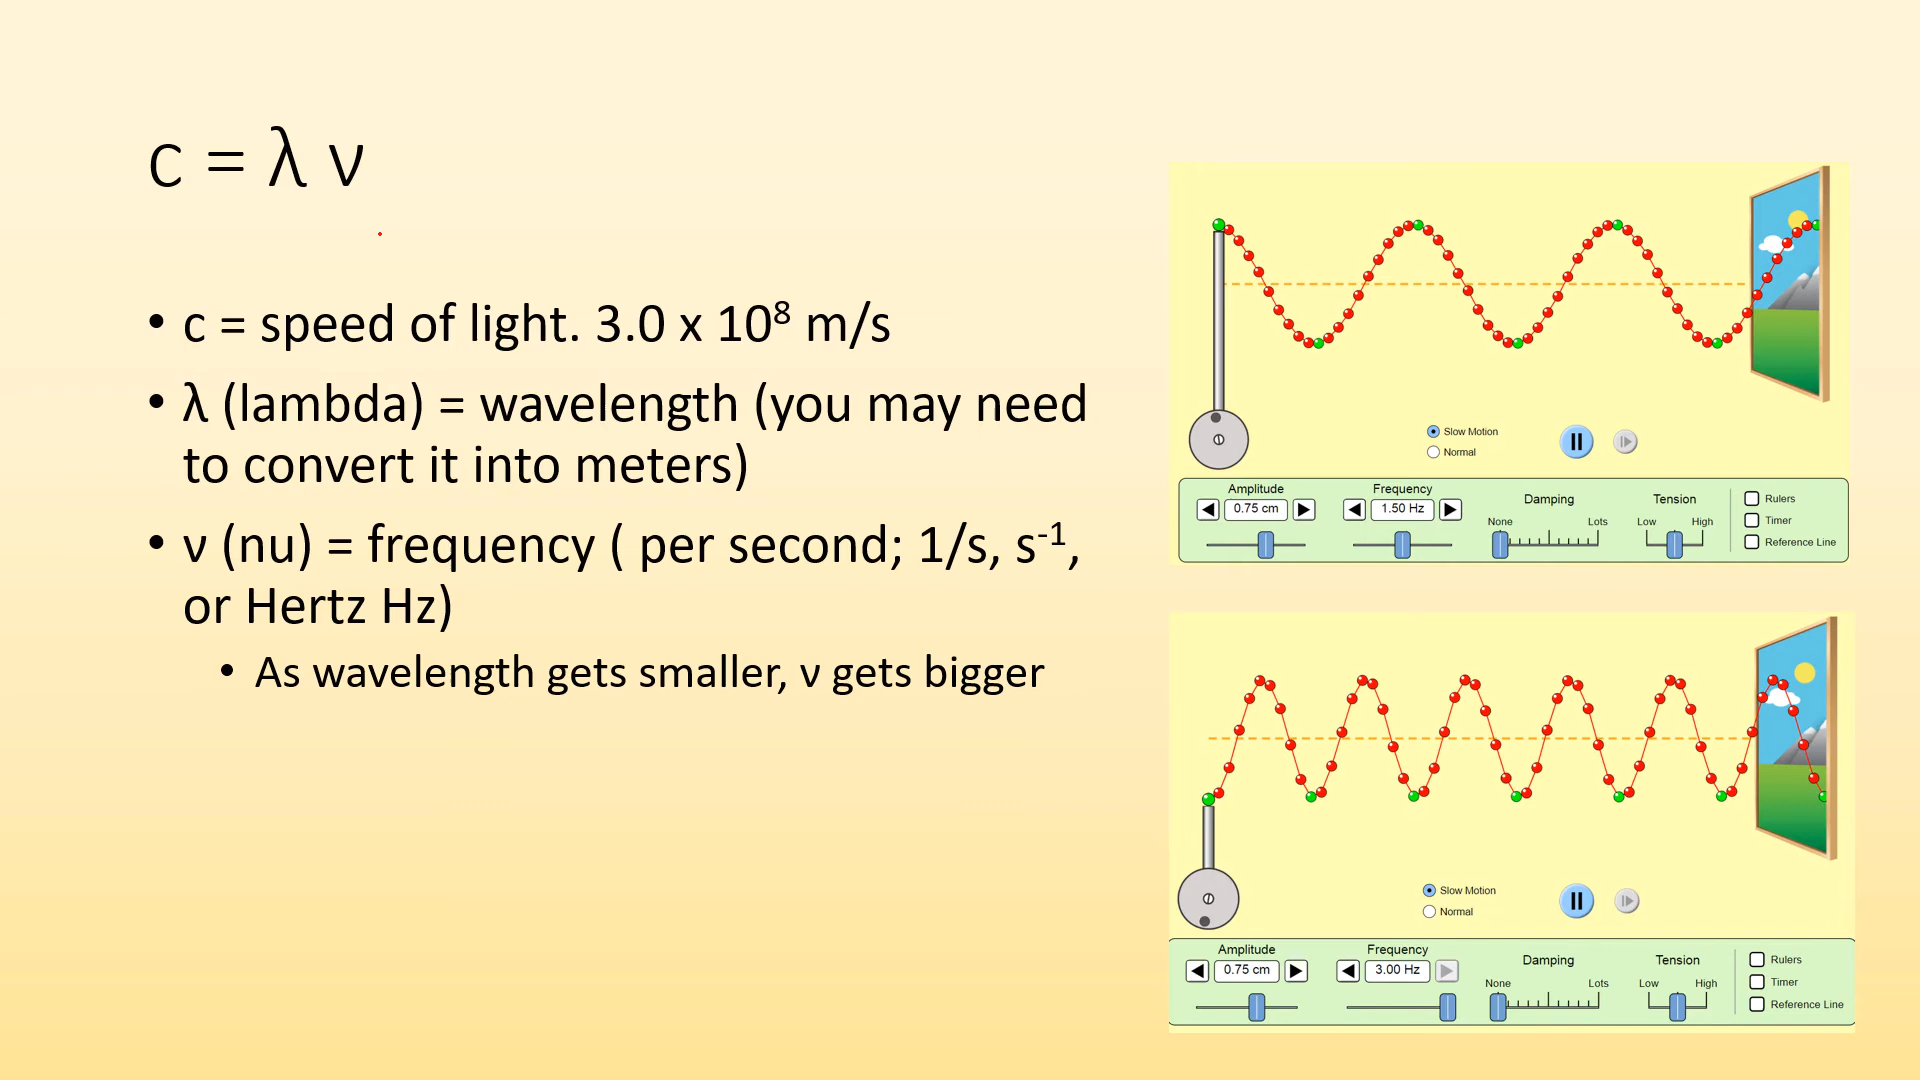 c = λ ν
• c = speed of light. 3.0 x 10⁸ m/s
• λ (lambda) = wavelength (you may need
to convert it into meters)
• ν (nu) = frequency ( per second; 1/s, s⁻¹,
or Hertz Hz)
• As wavelength gets smaller, ν gets bigger
Slow Motion
Normal
Amplitude
0.75 cm
Frequency
1.50 Hz
Damping
None Lots
Tension
Low High
Rulers
Timer
Reference Line
Slow Motion
Normal
Amplitude
0.75 cm
Frequency
3.00 Hz
Damping
None Lots
Tension
Low High
Rulers
Timer
Reference Line